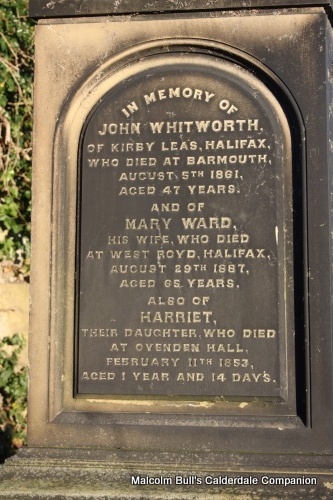 IN MEMORY OF
JOHN WHITWORTH,
OF KIRBY LEAS, HALIFAX,
WHO DIED AT BARMOUTH,
AUGUST 5TH 1861,
AGED 47 YEARS.
AND OF
MARY WARD,
HIS WIFE, WHO DIED
AT WEST ROYD, HALIFAX,
AUGUST 29TH 1887,
AGED 65 YEARS.
ALSO OF
HARRIET,
THEIR DAUGHTER, WHO DIED
AT OVENDEN HALL,
FEBRUARY 11TH 1853,
AGED 1 YEAR AND 14 DAYS.
Malcolm Bull's Calderdale Companion